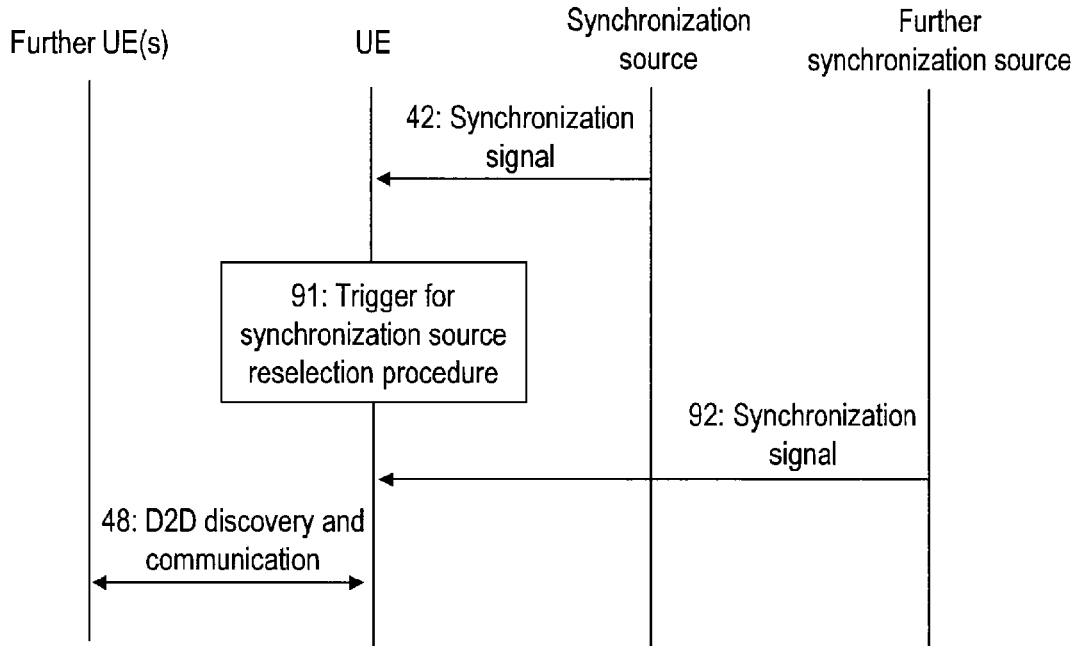 Further UE(s)
UE
Synchronization
source
Further
synchronization source
42: Synchronization
signal
91: Trigger for
synchronization source
reselection procedure
92: Synchronization
signal
48: D2D discovery and
communication